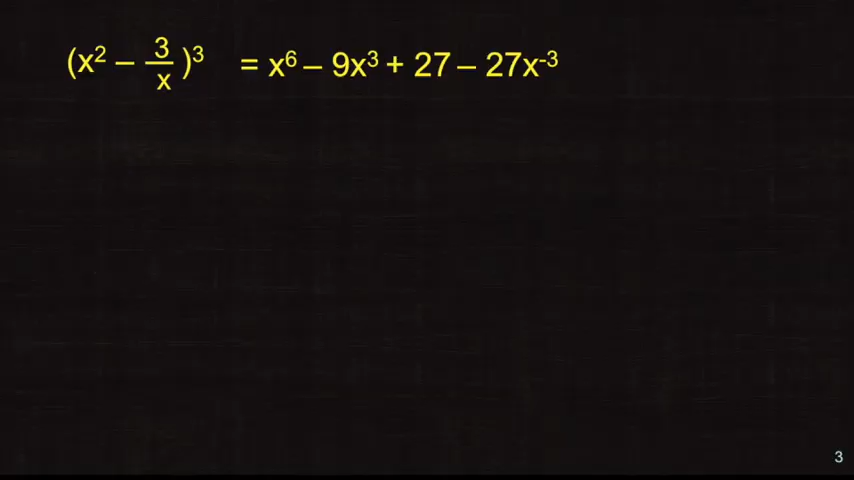 (x² – 3/x)³ = x⁶ – 9x³ + 27 – 27x⁻³
3